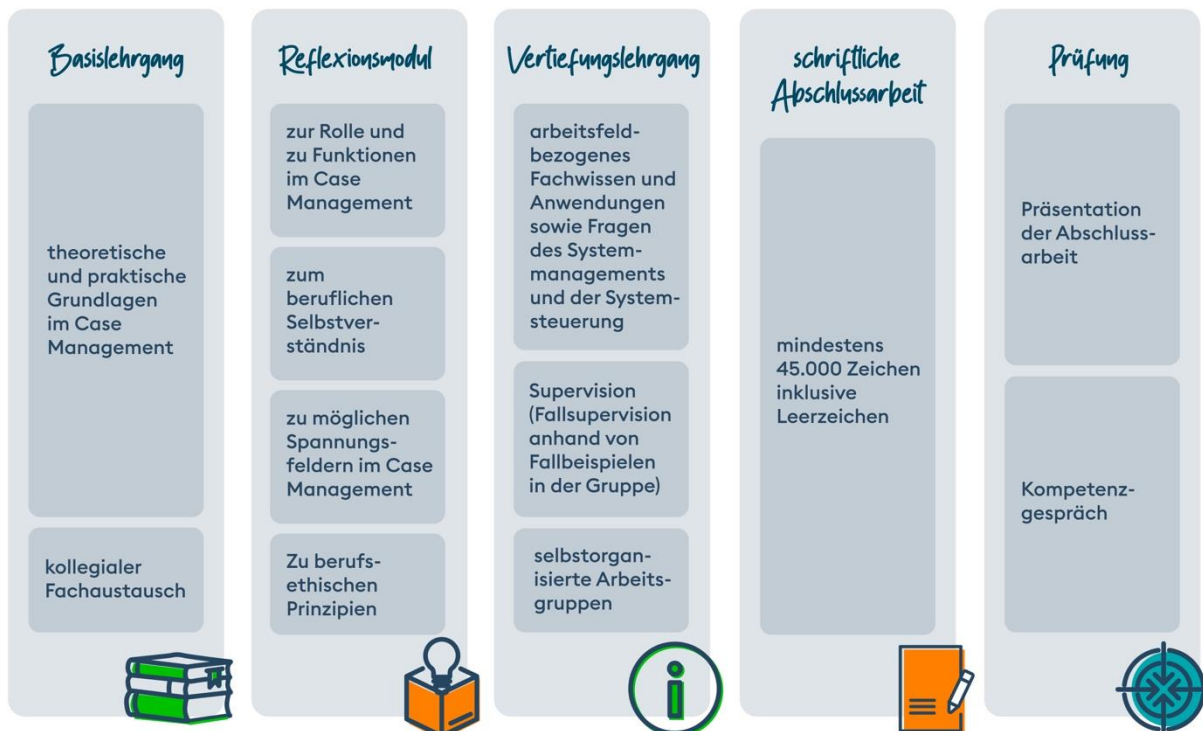 Basislehrgang
theoretische
und praktische
Grundlagen
im Case
Management
kollegialer
Fachaustausch
Reflexionsmodul
zur Rolle und
zu Funktionen
im Case
Management
zum
beruflichen
Selbstver-
ständnis
zu möglichen
Spannungs-
feldern im Case
Management
Zu berufs-
ethischen
Prinzipien
Vertiefungslehrgang
arbeitsfeld-
bezogenes
Fachwissen und
Anwendungen
sowie Fragen
des System-
managements
und der System-
steuerung
Supervision
(Fallsupervision
anhand von
Fallbeispielen
in der Gruppe)
selbstorgan-
isierte Arbeits-
gruppen
schriftliche
Abschlussarbeit
mindestens
45.000 Zeichen
inklusive
Leerzeichen
Prüfung
Präsentation
der Abschluss-
arbeit
Kompetenz-
gespräch